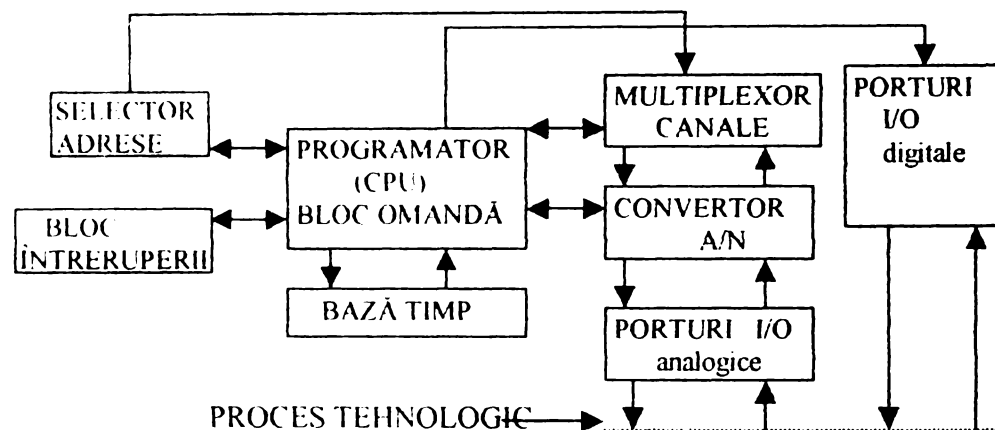 SELECTOR
ADRESE
BLOC
ÎNTRERUPERII
PROGRAMATOR
(CPU)
BLOC OMANDĂ
BAZĂ TIMP
MULTIPLEXOR
CANALE
CONVERTOR
A/N
PORTURI I/O
analogice
PORTURI
I/O
digitale
PROCES TEHNOLOGIC